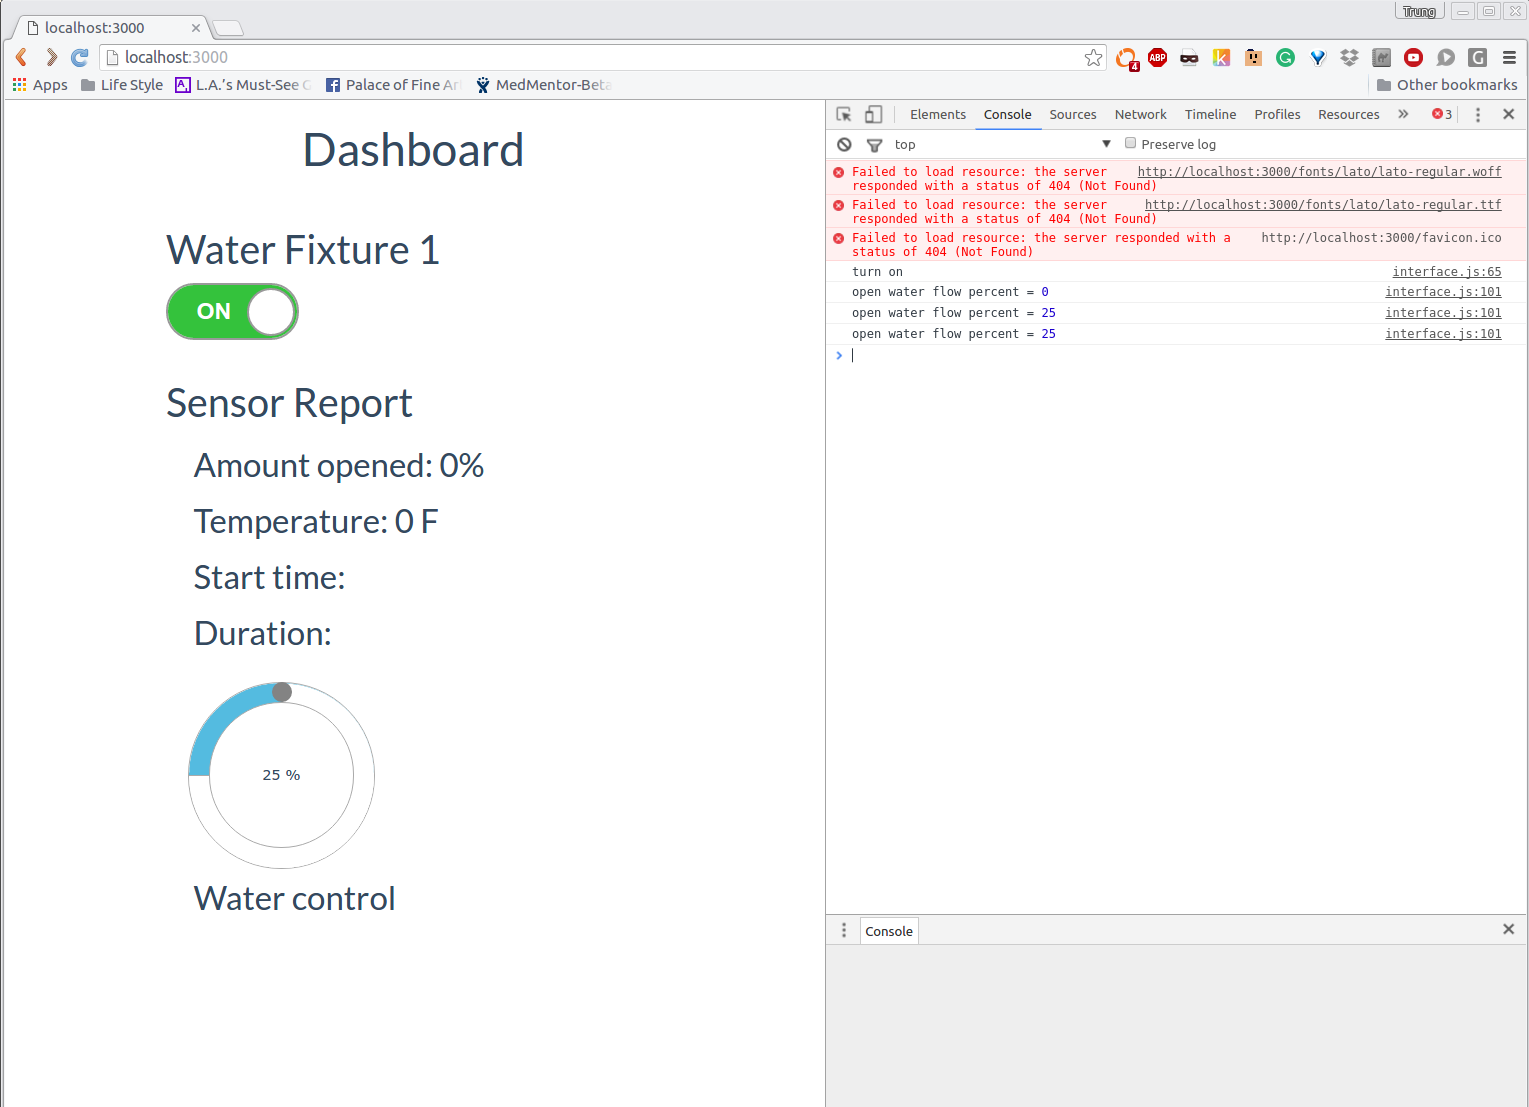 Trung
localhost:3000
localhost:3000
4
ABP
Apps
Life Style
L.A.'s Must-See G
Palace of Fine Ar
MedMentor-Beta
Other bookmarks
Dashboard
Water Fixture 1
ON
Sensor Report
Amount opened: 0%
Temperature: 0 F
Start time:
Duration:
25 %
Water control
Elements Console Sources Network Timeline Profiles Resources » 3
top Preserve log
Failed to load resource: the server http://localhost:3000/fonts/lato/lato-regular.woff
responded with a status of 404 (Not Found)
Failed to load resource: the server http://localhost:3000/fonts/lato/lato-regular.ttf
responded with a status of 404 (Not Found)
Failed to load resource: the server responded with a http://localhost:3000/favicon.ico
status of 404 (Not Found)
turn on interface.js:65
open water flow percent = 0 interface.js:101
open water flow percent = 25 interface.js:101
open water flow percent = 25 interface.js:101
Console